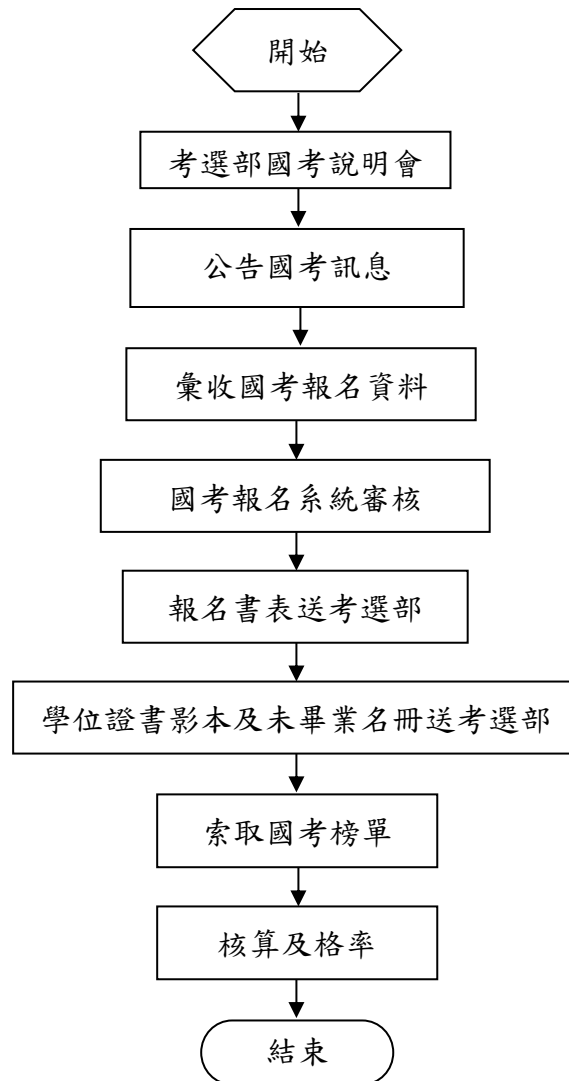 開始
考選部國考說明會
公告國考訊息
彙收國考報名資料
國考報名系統審核
報名書表送考選部
學位證書影本及未畢業名冊送考選部
索取國考榜單
核算及格率
結束